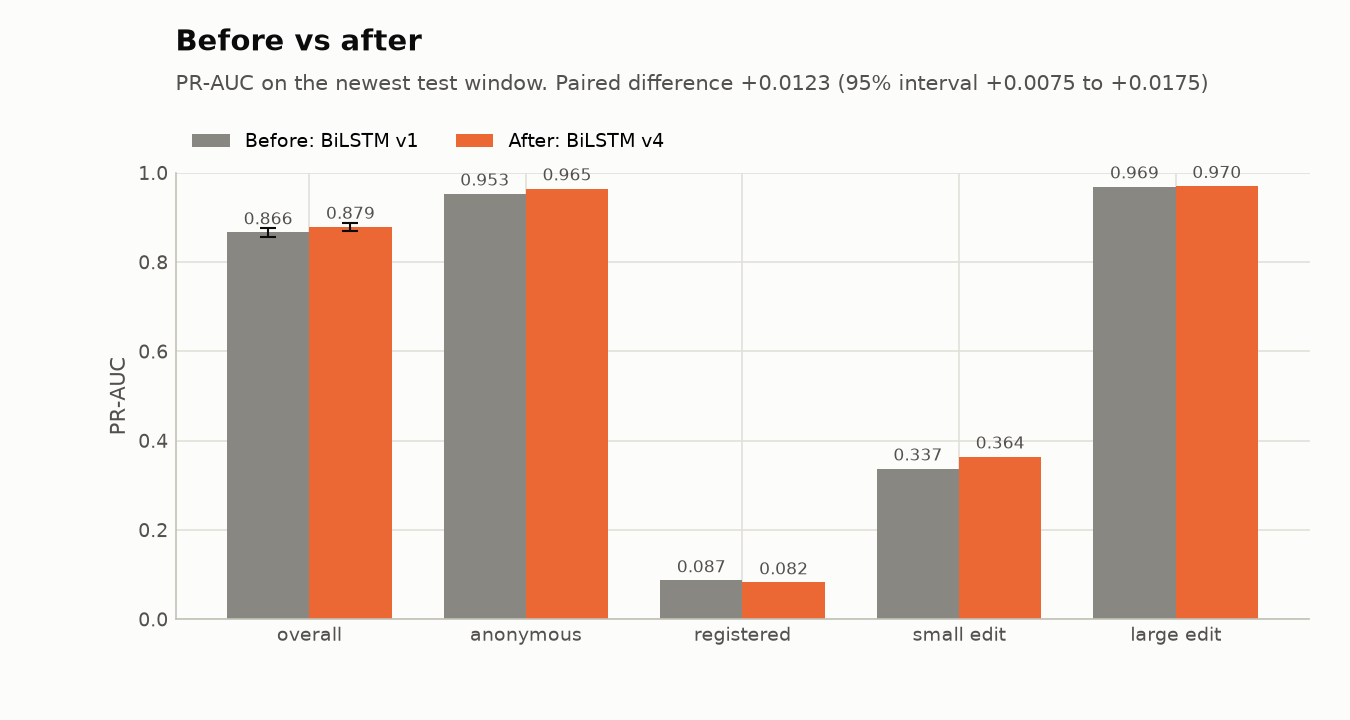 Before vs after
PR-AUC on the newest test window. Paired difference +0.0123 (95% interval +0.0075 to +0.0175)
Before: BiLSTM v1 After: BiLSTM v4
PR-AUC
1.0
0.8
0.6
0.4
0.2
0.0
0.866 0.879
0.953 0.965
0.087 0.082
0.337 0.364
0.969 0.970
overall anonymous registered small edit large edit